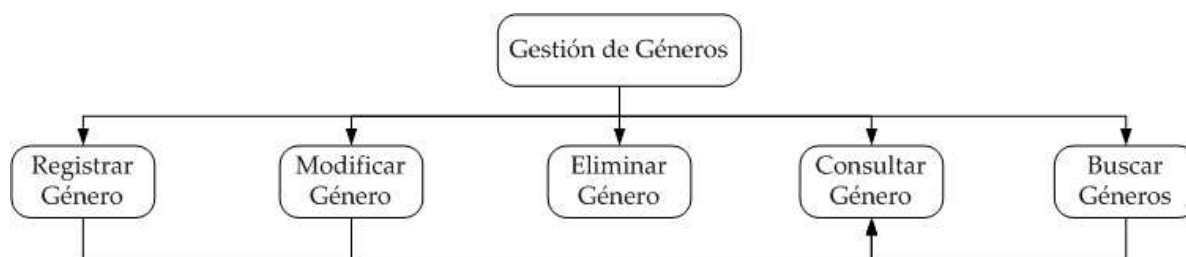 Gestión de Géneros
Registrar
Género
Modificar
Género
Eliminar
Género
Consultar
Género
Buscar
Géneros